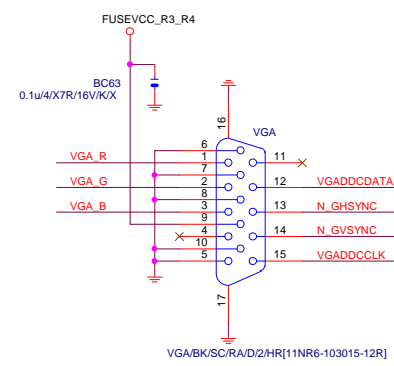 FUSEVCC_R3_R4
BC63
0.1u/4/X7R/16V/K/X
VGA
16
6
VGA_R 1 11
7
VGA_G 2 12 VGADDCDATA
8
VGA_B 3 13 N_GHSYNC
9
4 14 N_GVSYNC
10
5 15 VGADDCCLK
17
VGA/BK/SC/RA/D/2/HR[11NR6-103015-12R]